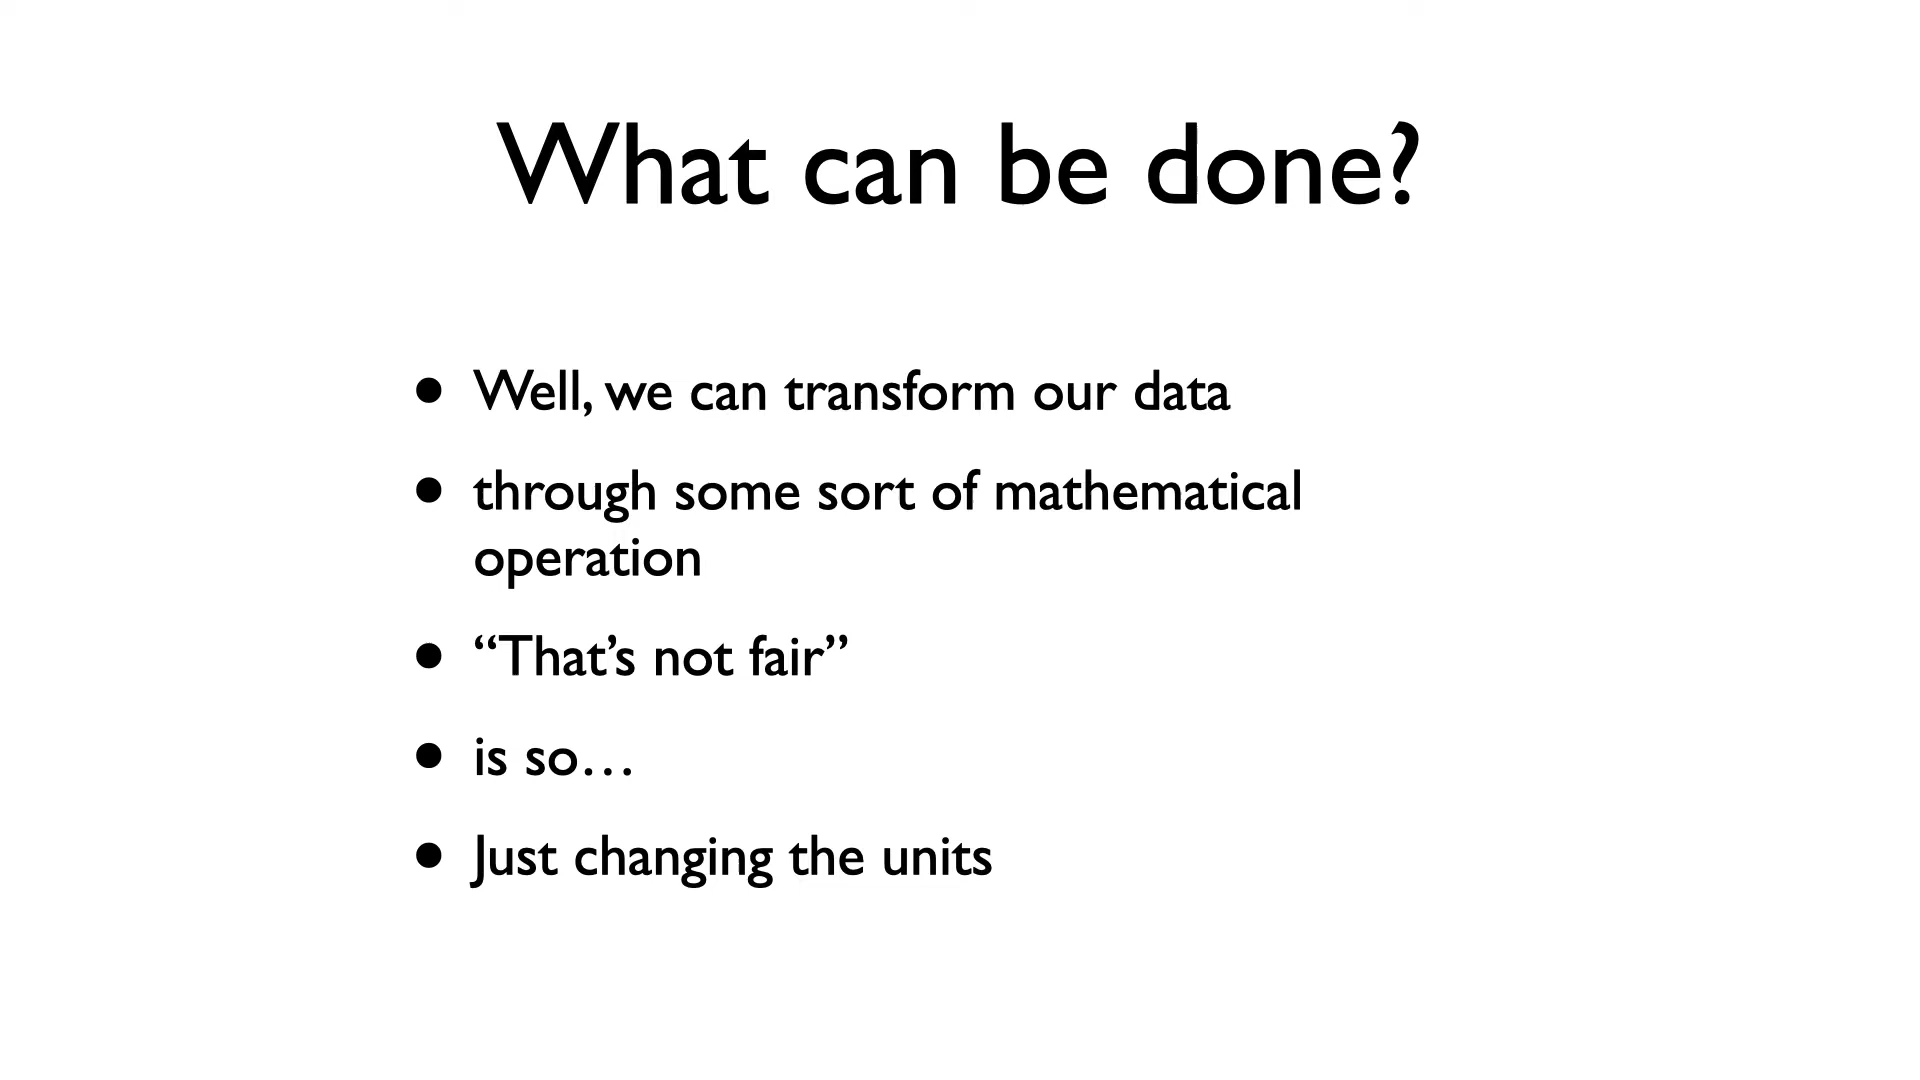 What can be done?
• Well, we can transform our data
• through some sort of mathematical
operation
• “That’s not fair”
• is so…
• Just changing the units